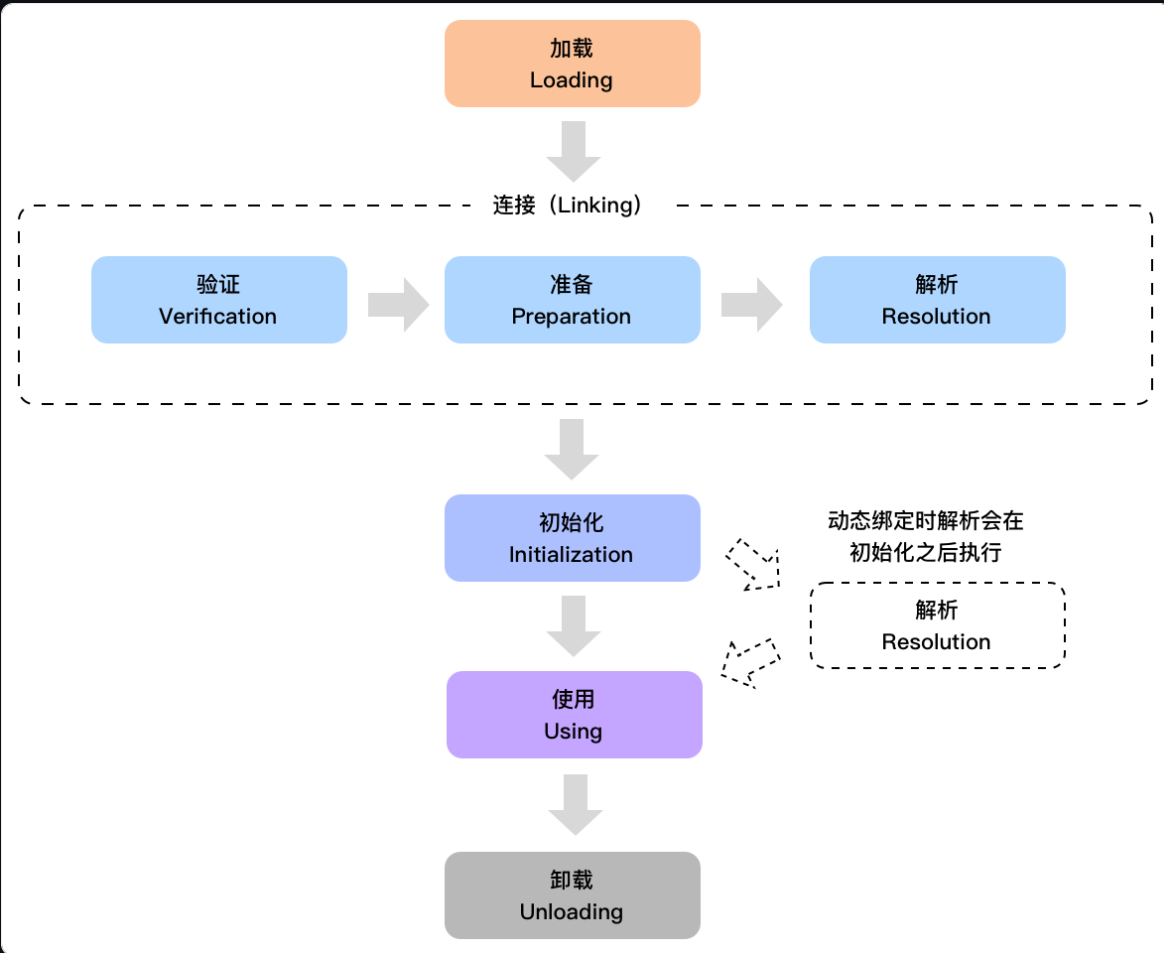 加载
Loading
连接（Linking）
验证
Verification
准备
Preparation
解析
Resolution
初始化
Initialization
动态绑定时解析会在
初始化之后执行
解析
Resolution
使用
Using
卸载
Unloading